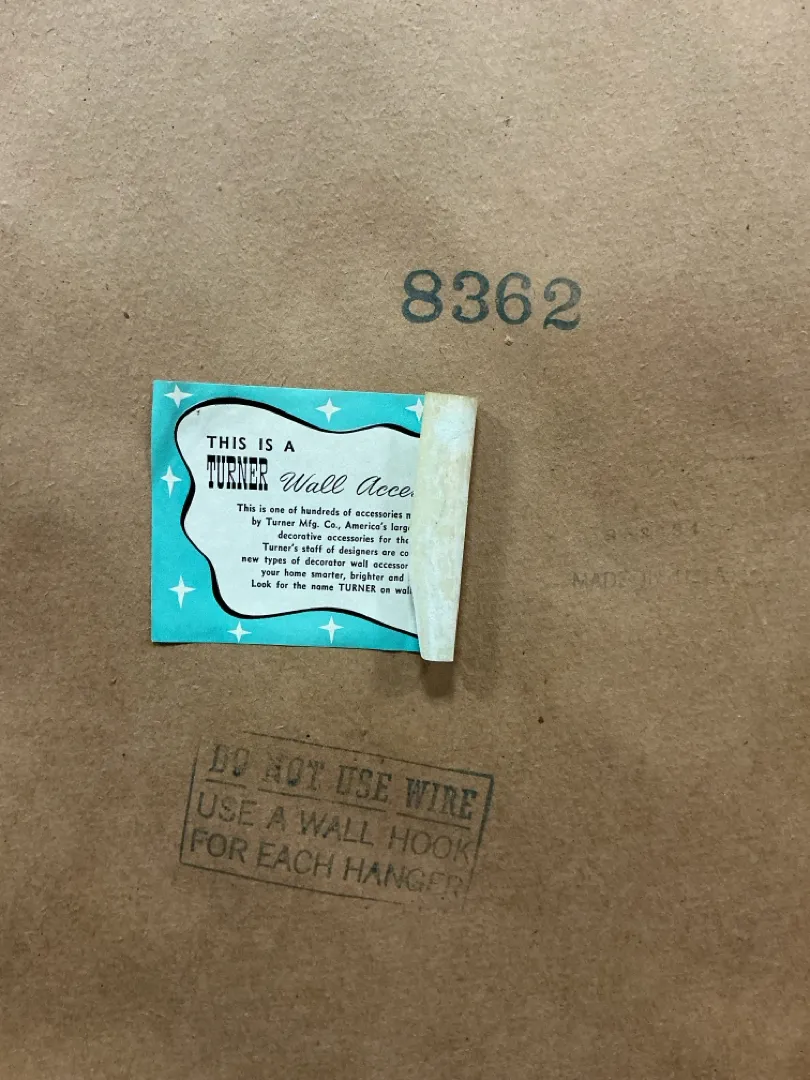 8362
THIS IS A
TURNER Wall
This is one of hundreds of accessories
by Turner Mfg. Co., America's
decorative accessories for
Turner's staff of designers are
new types of decorator wall
your home smarter, brighter and
Look for the name TURNER on
MADE IN
DO NOT USE WIRE
USE A WALL HOOK
FOR EACH HANGER